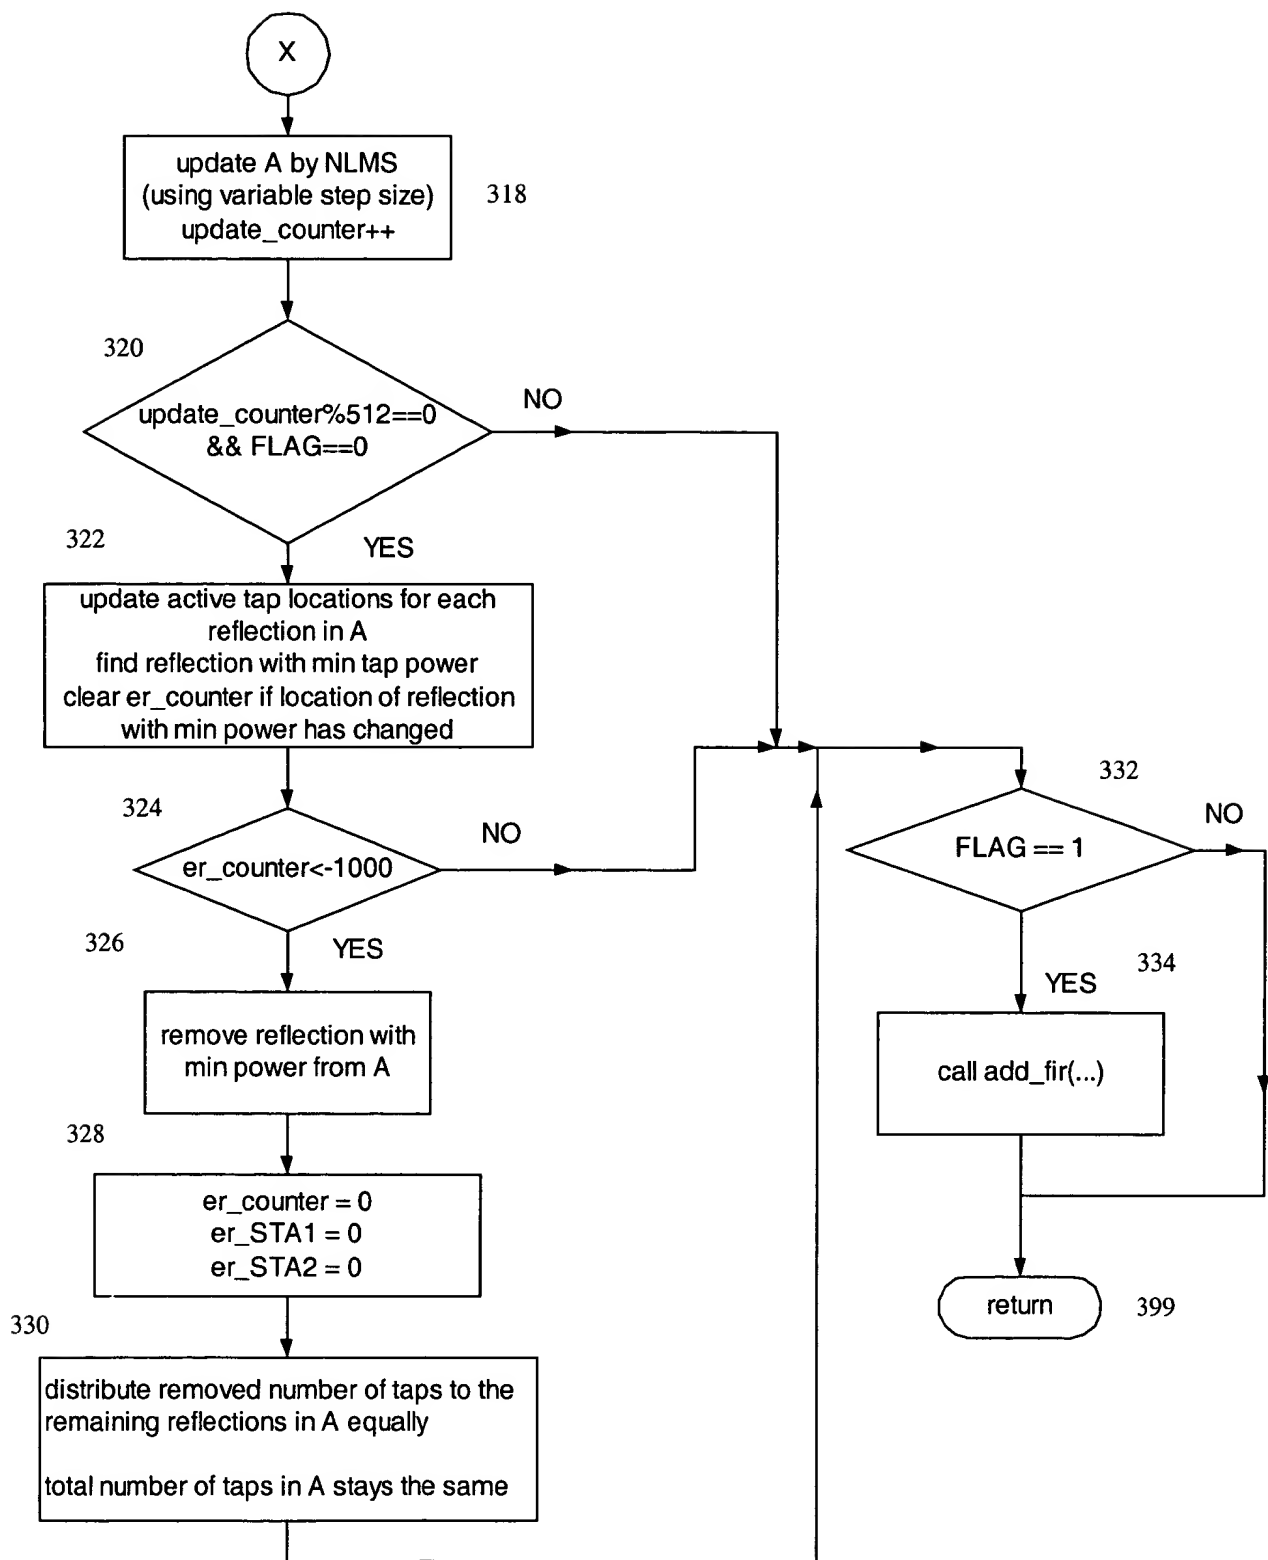 X
update A by NLMS
(using variable step size)
update_counter++
318
320
update_counter%512==0
&& FLAG==0
NO
322
YES
update active tap locations for each
reflection in A
find reflection with min tap power
clear er_counter if location of reflection
with min power has changed
324
er_counter<-1000
NO
326
YES
remove reflection with
min power from A
328
er_counter = 0
er_STA1 = 0
er_STA2 = 0
330
distribute removed number of taps to the
remaining reflections in A equally
total number of taps in A stays the same
332
FLAG == 1
NO
334
YES
call add_fir(...)
return
399